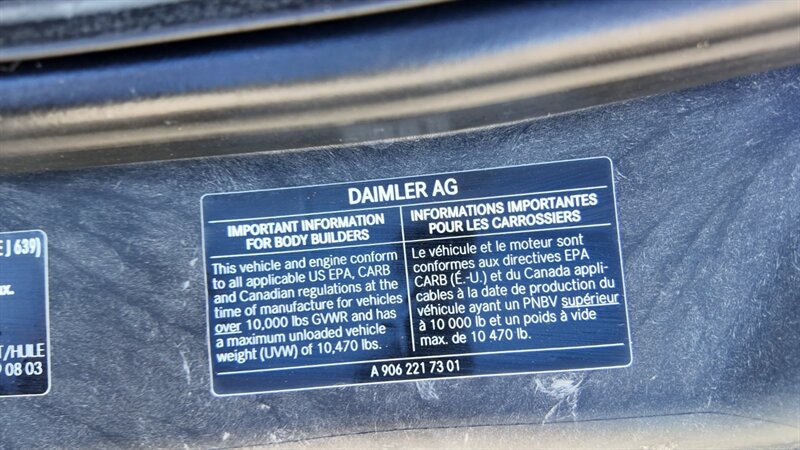 DAIMLER AG
IMPORTANT INFORMATION
FOR BODY BUILDERS
This vehicle and engine conform
to all applicable US EPA, CARB
and Canadian regulations at the
time of manufacture for vehicles
over 10,000 lbs GVWR and has
a maximum unloaded vehicle
weight (UVW) of 10,470 lbs.
INFORMATIONS IMPORTANTES
POUR LES CARROSSIERS
Le véhicule et le moteur sont
conformes aux directives EPA
CARB (É.-U.) et du Canada appli-
cables à la date de production du
véhicule ayant un PNBV supérieur
à 10 000 lb et un poids à vide
max. de 10 470 lb.
A 906 221 73 01
E J 639)
x.
T/HUILE
0 08 03